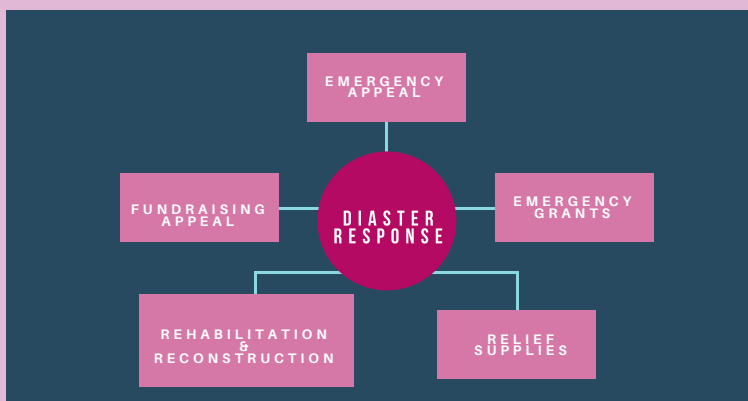 EMERGENCY
APPEAL
FUNDRAISING
APPEAL
DIASTER
RESPONSE
EMERGENCY
GRANTS
REHABILITATION
&
RECONSTRUCTION
RELIEF
SUPPLIES